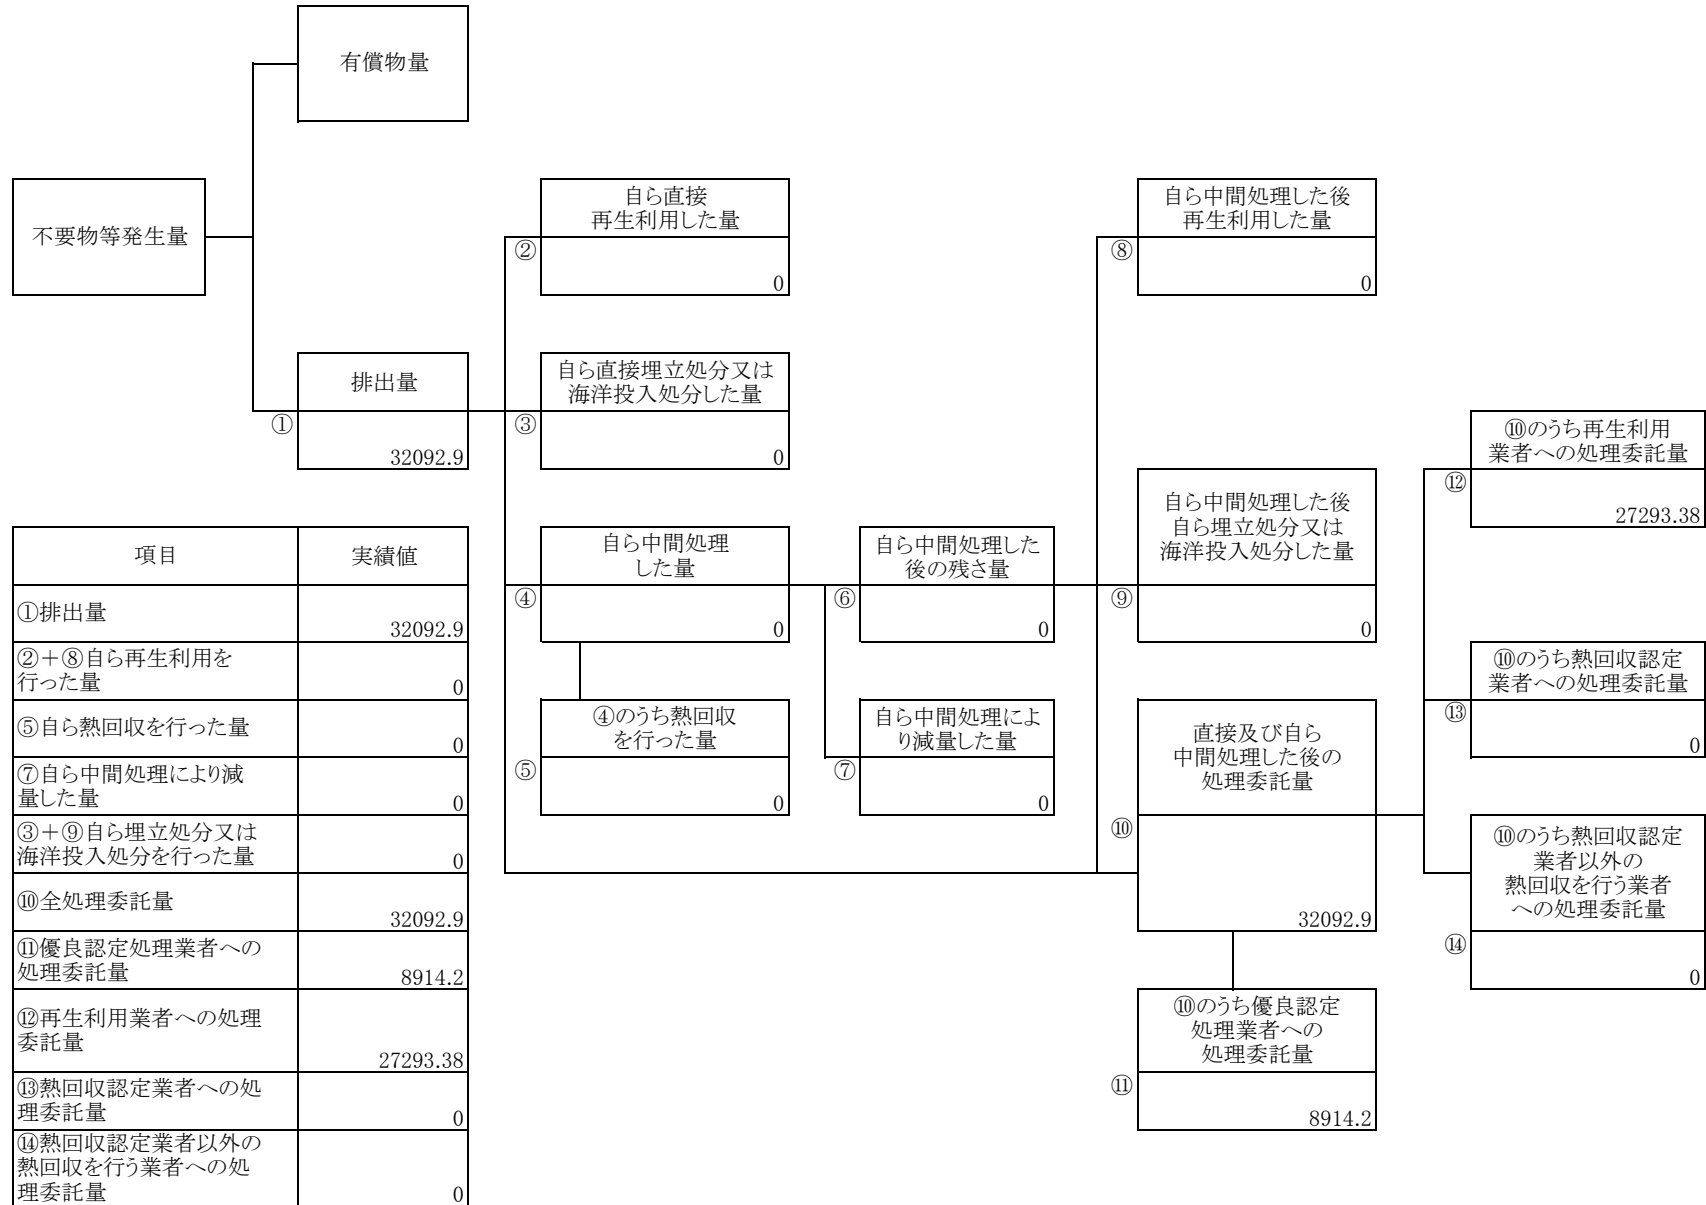 有償物量
不要物等発生量
自ら直接
再生利用した量
②
0
自ら中間処理した後
再生利用した量
⑧
0
排出量
①
32092.9
自ら直接埋立処分又は
海洋投入処分した量
③
0
⑩のうち再生利用
業者への処理委託量
⑫
27293.38
自ら中間処理した後
自ら埋立処分又は
海洋投入処分した量
⑨
0
自ら中間処理
した量
④
0
自ら中間処理した
後の残さ量
⑥
0
⑩のうち熱回収認定
業者への処理委託量
⑬
0
④のうち熱回収
を行った量
⑤
0
自ら中間処理によ
り減量した量
⑦
0
直接及び自ら
中間処理した後の
処理委託量
⑩
32092.9
⑩のうち熱回収認定
業者以外の
熱回収を行う業者
への処理委託量
⑭
0
⑩のうち優良認定
処理業者への
処理委託量
⑪
8914.2
項目 実績値
①排出量
32092.9
②+⑧自ら再生利用を
行った量
0
⑤自ら熱回収を行った量
0
⑦自ら中間処理により減
量した量
0
③+⑨自ら埋立処分又は
海洋投入処分を行った量
0
⑩全処理委託量
32092.9
⑪優良認定処理業者への
処理委託量
8914.2
⑫再生利用業者への処理
委託量
27293.38
⑬熱回収認定業者への処
理委託量
0
⑭熱回収認定業者以外の
熱回収を行う業者への処
理委託量
0